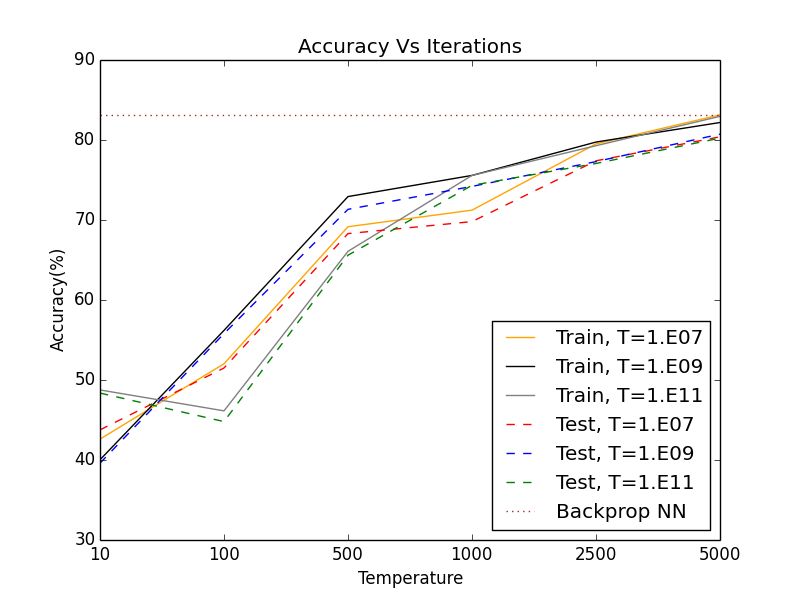 Accuracy Vs Iterations
90
80
70
60
50
40
30
Accuracy(%)
10 100 500 1000 2500 5000
Temperature
Train, T=1.E07
Train, T=1.E09
Train, T=1.E11
Test, T=1.E07
Test, T=1.E09
Test, T=1.E11
Backprop NN